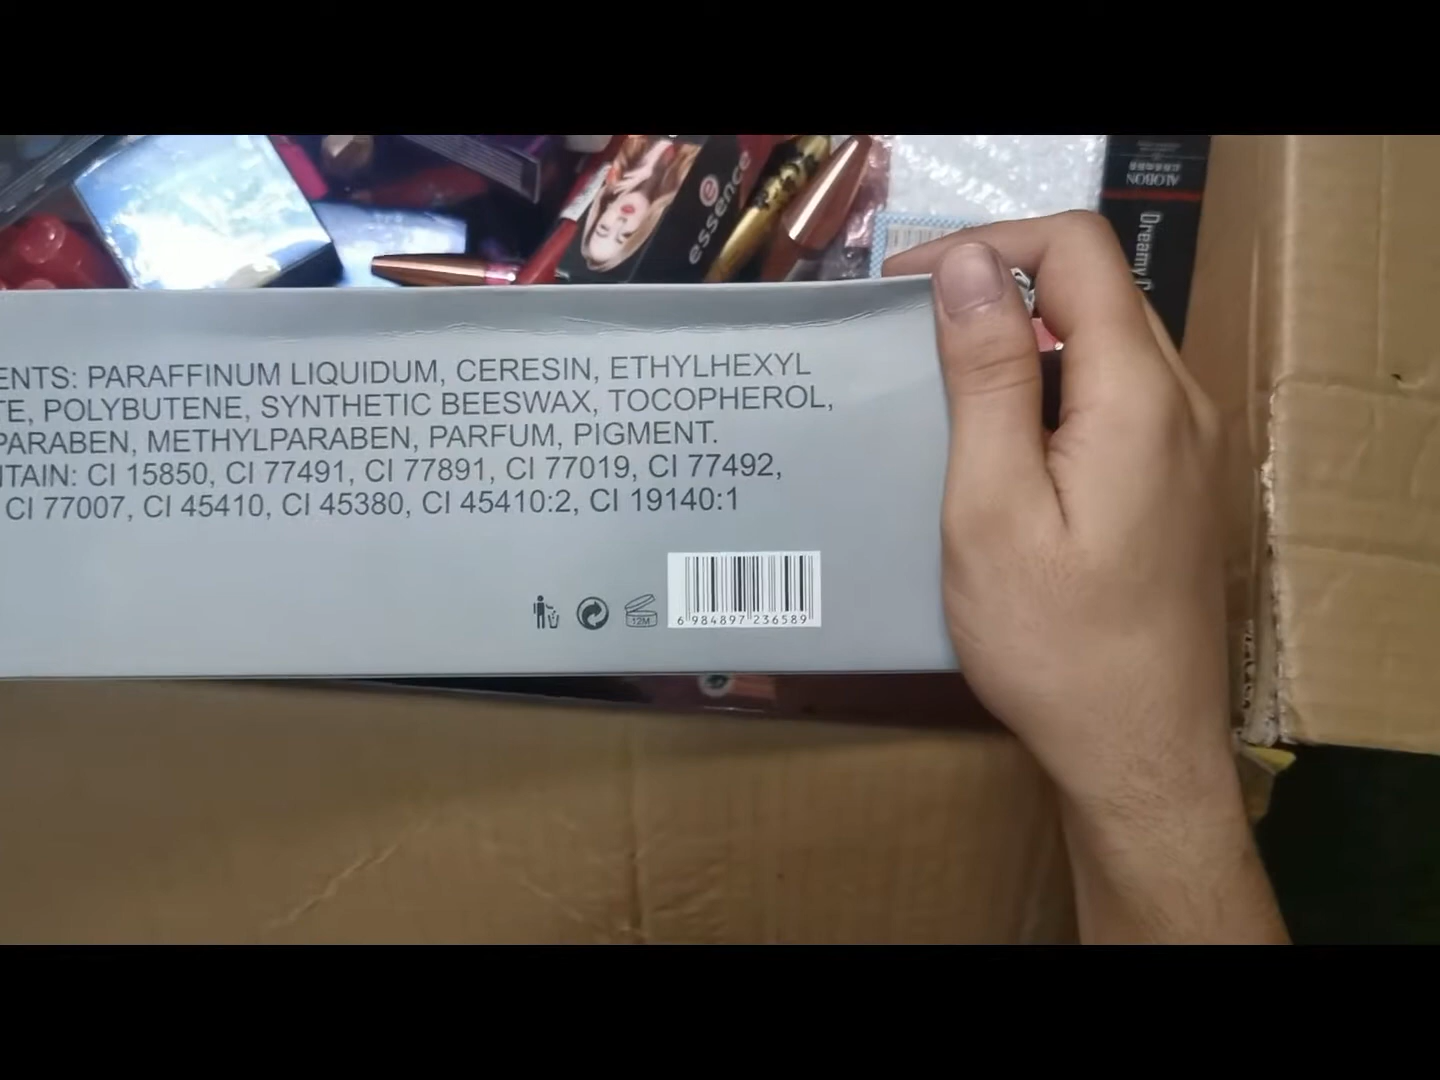 essence
ALOBON
Dreamy
ENTS: PARAFFINUM LIQUIDUM, CERESIN, ETHYLHEXYL
TE, POLYBUTENE, SYNTHETIC BEESWAX, TOCOPHEROL,
PARABEN, METHYLPARABEN, PARFUM, PIGMENT.
NTAIN: CI 15850, CI 77491, CI 77891, CI 77019, CI 77492,
CI 77007, CI 45410, CI 45380, CI 45410:2, CI 19140:1
12M
6 984897 236589